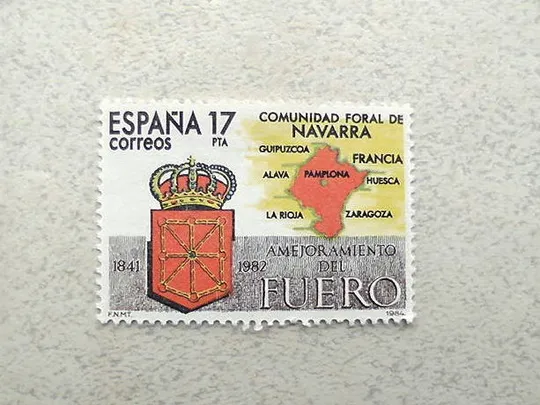 ESPAÑA 17
correos PTA
COMUNIDAD FORAL DE
NAVARRA
GUIPUZCOA
FRANCIA
ALAVA PAMPLONA
HUESCA
LA RIOJA ZARAGOZA
1841 1982
AMEJORAMIENTO
DEL
FUERO
F.N.M.T. 1984